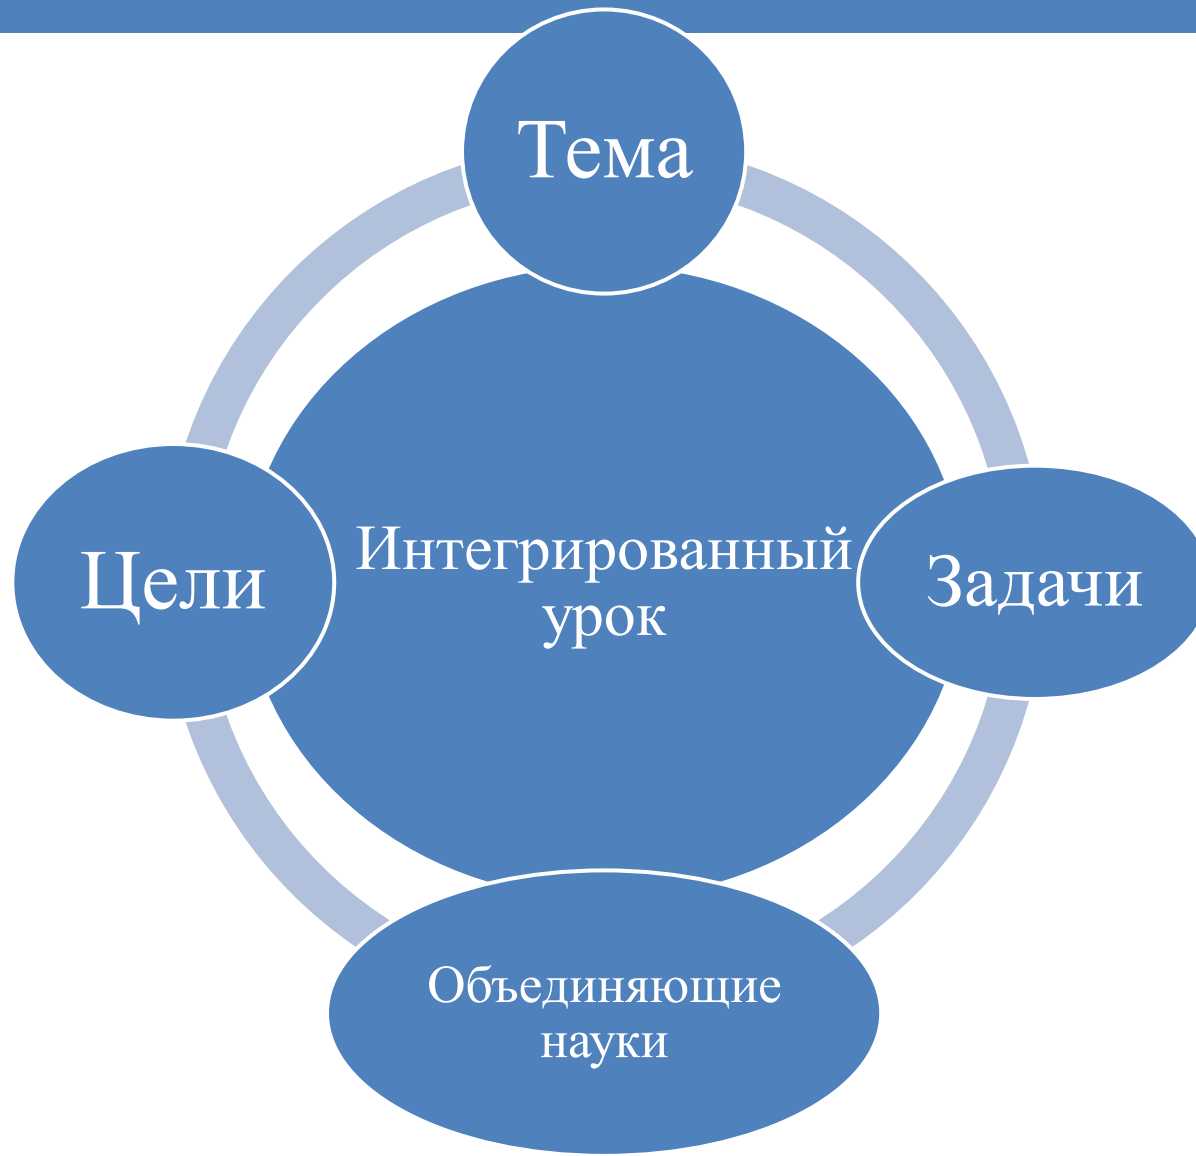 Тема
Цели
Интегрированный
урок
Задачи
Объединяющие
науки